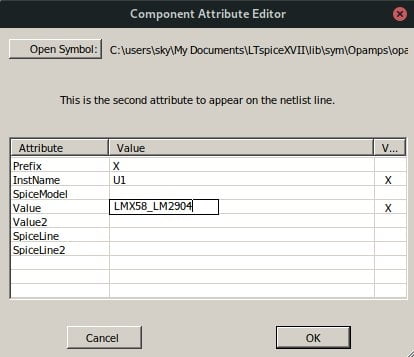 Component Attribute Editor
Open Symbol: C:\users\sky\My Documents\LTspiceXVII\lib\sym\Opamps\opa
This is the second attribute to appear on the netlist line.
Attribute Value V...
Prefix X
InstName U1 X
SpiceModel
Value LMX58_LM2904 X
Value2
SpiceLine
SpiceLine2
Cancel OK